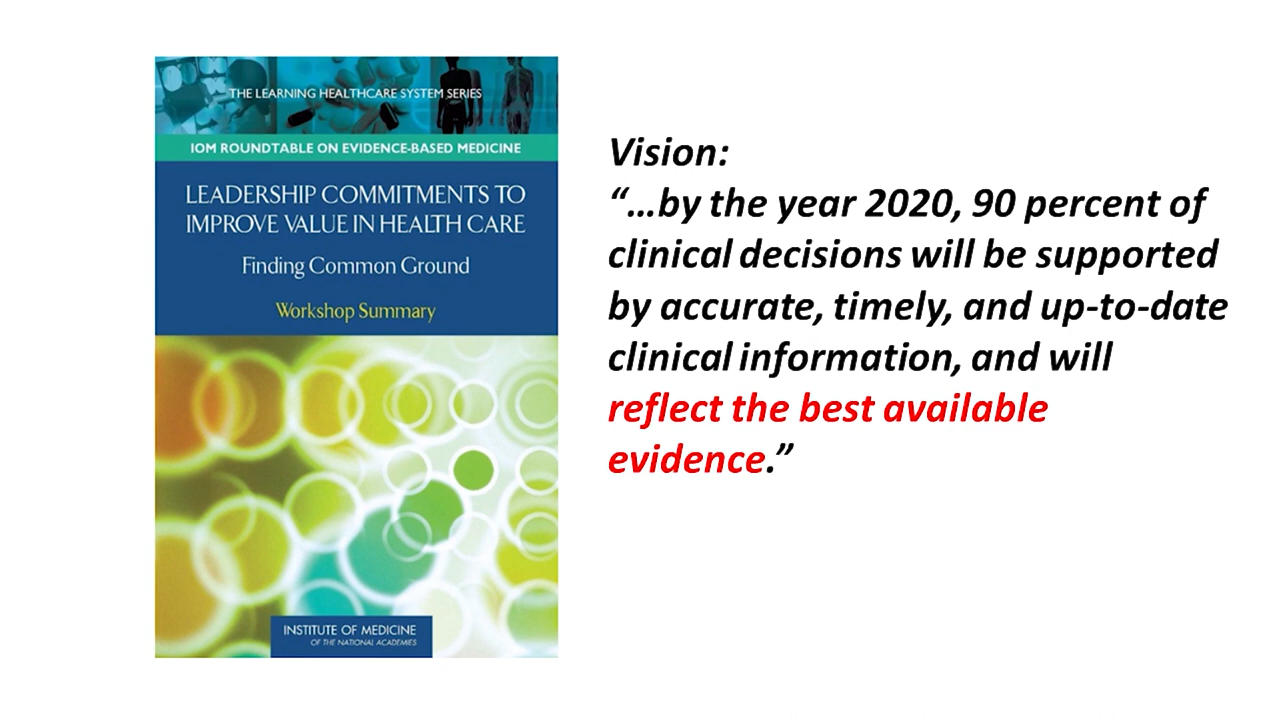 THE LEARNING HEALTHCARE SYSTEM SERIES
IOM ROUNDTABLE ON EVIDENCE-BASED MEDICINE
LEADERSHIP COMMITMENTS TO
IMPROVE VALUE IN HEALTH CARE
Finding Common Ground
Workshop Summary
INSTITUTE OF MEDICINE
OF THE NATIONAL ACADEMIES
Vision:
“…by the year 2020, 90 percent of
clinical decisions will be supported
by accurate, timely, and up-to-date
clinical information, and will
reflect the best available
evidence.”